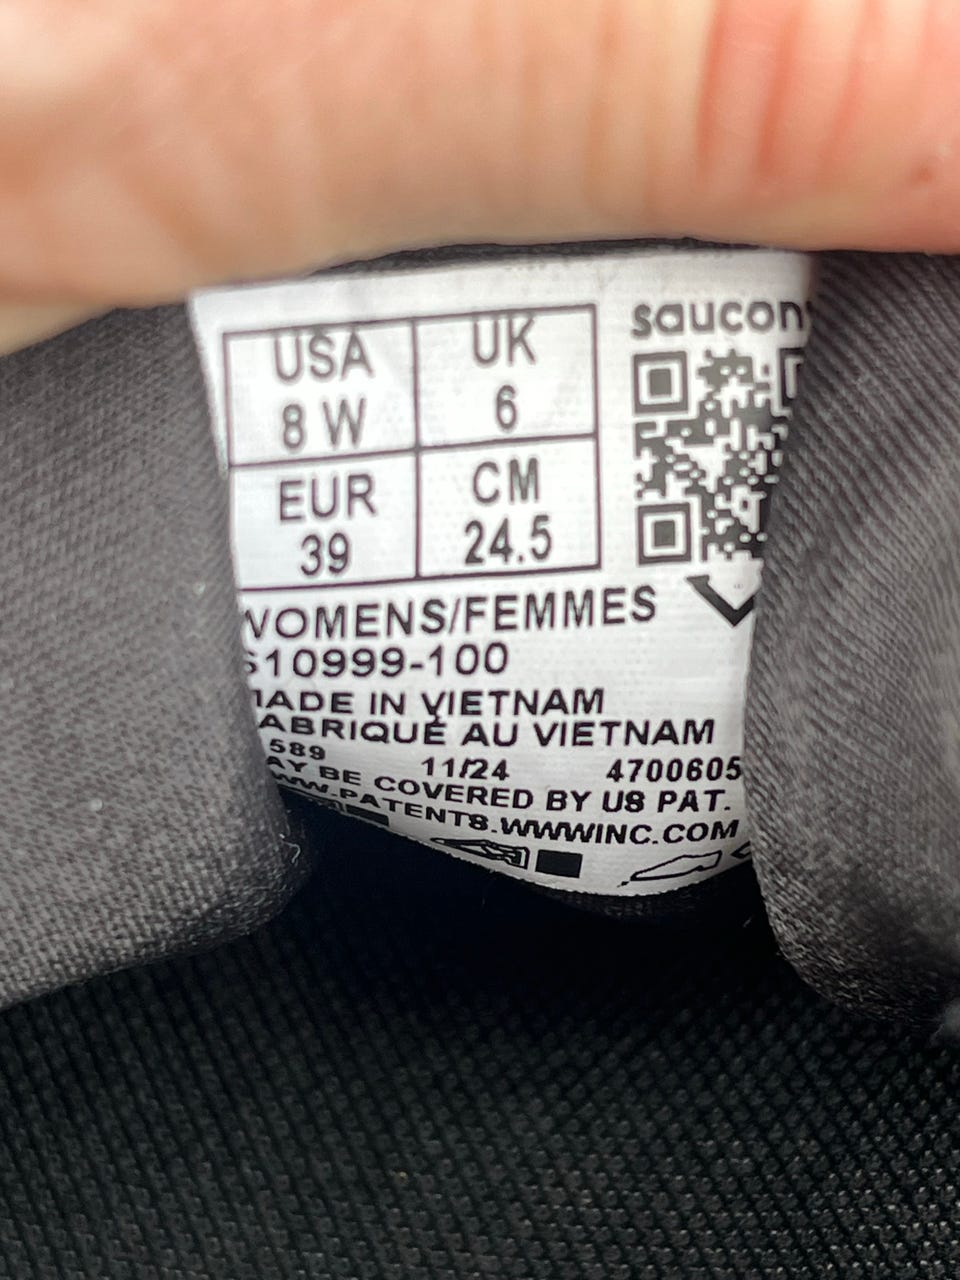 USA UK
8 W 6
EUR CM
39 24.5
saucon
WOMENS/FEMMES
S10999-100
MADE IN VIETNAM
FABRIQUÉ AU VIETNAM
589 11/24 4700605
MAY BE COVERED BY US PAT.
WWW.PATENTS.WWWINC.COM